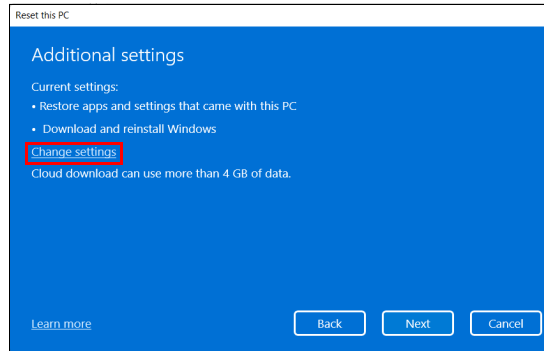 Reset this PC
Additional settings
Current settings:
• Restore apps and settings that came with this PC
• Download and reinstall Windows
Change settings
Cloud download can use more than 4 GB of data.
Learn more
Back
Next
Cancel